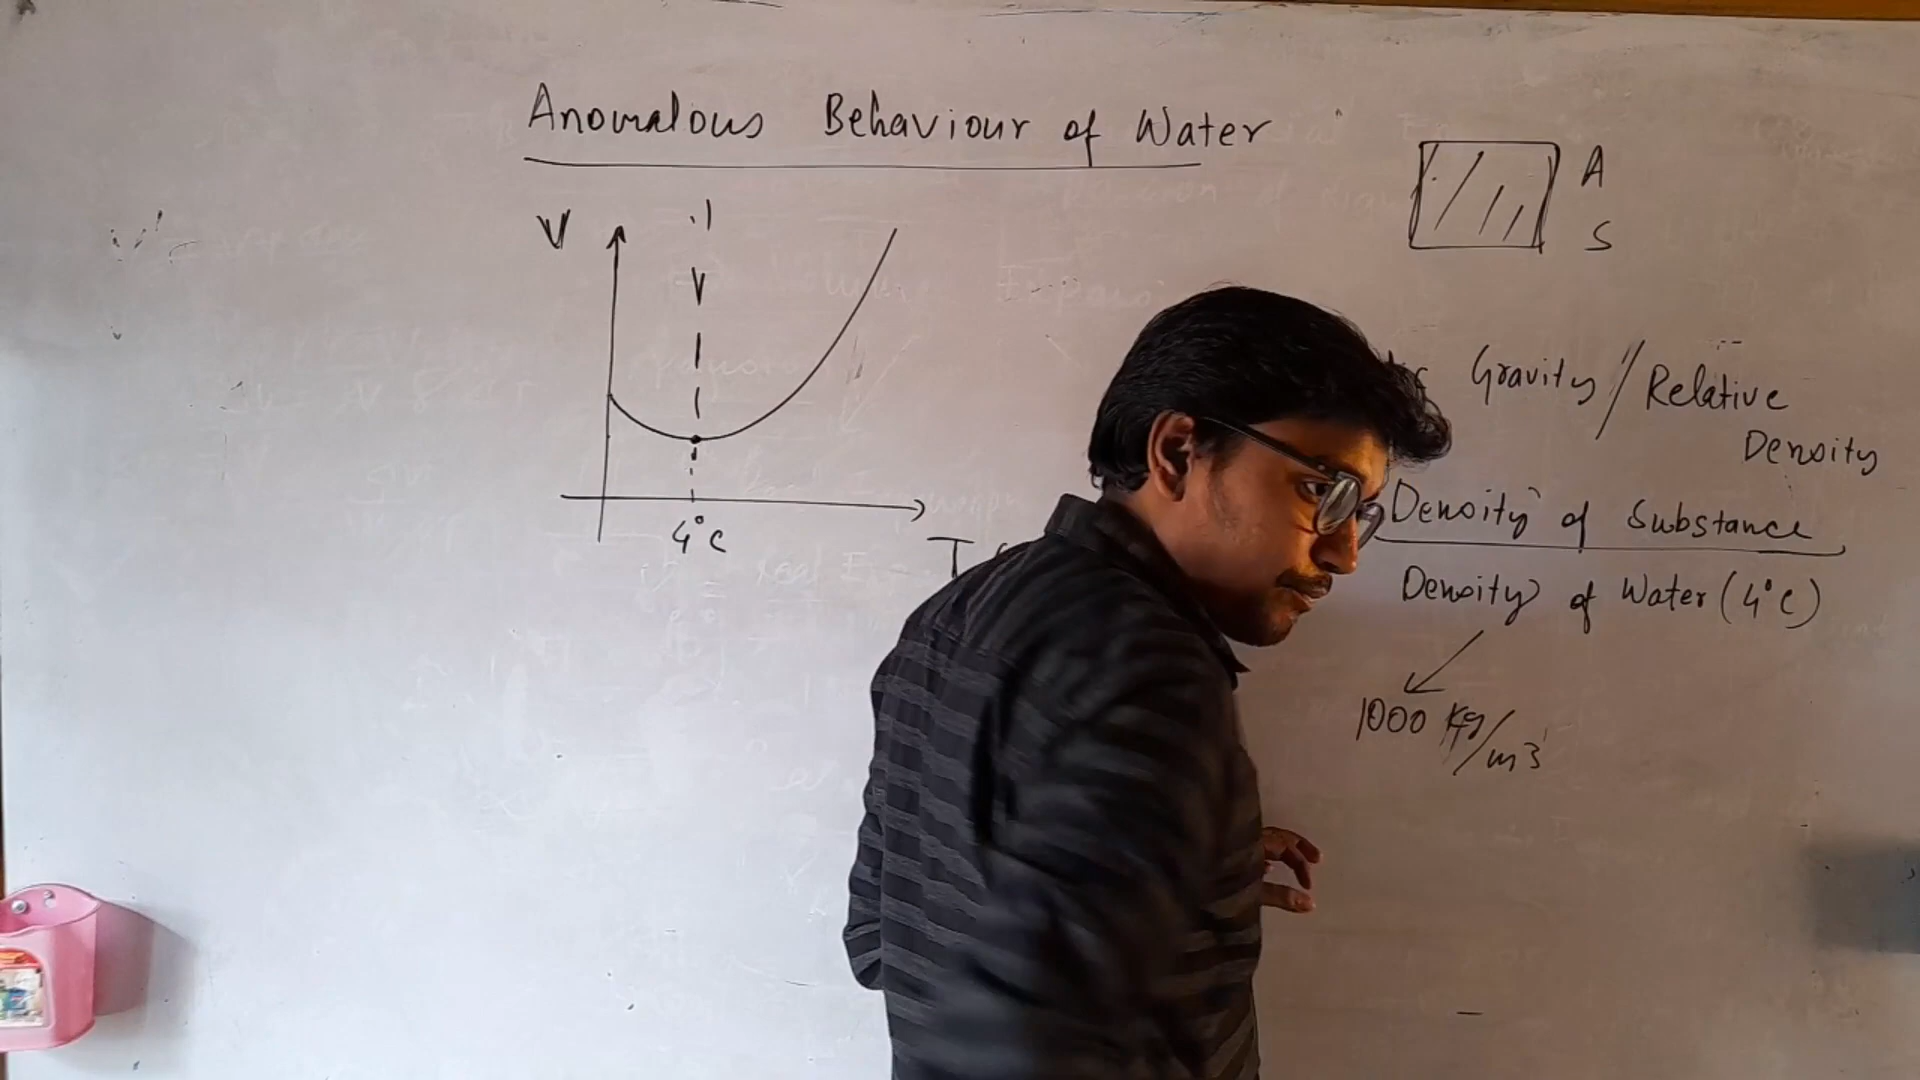 Anomalous Behaviour of Water
V
4°C
T
A
S
Gravity / Relative
Density
Density of Substance
Density of Water (4°C)
1000 Kg/m3